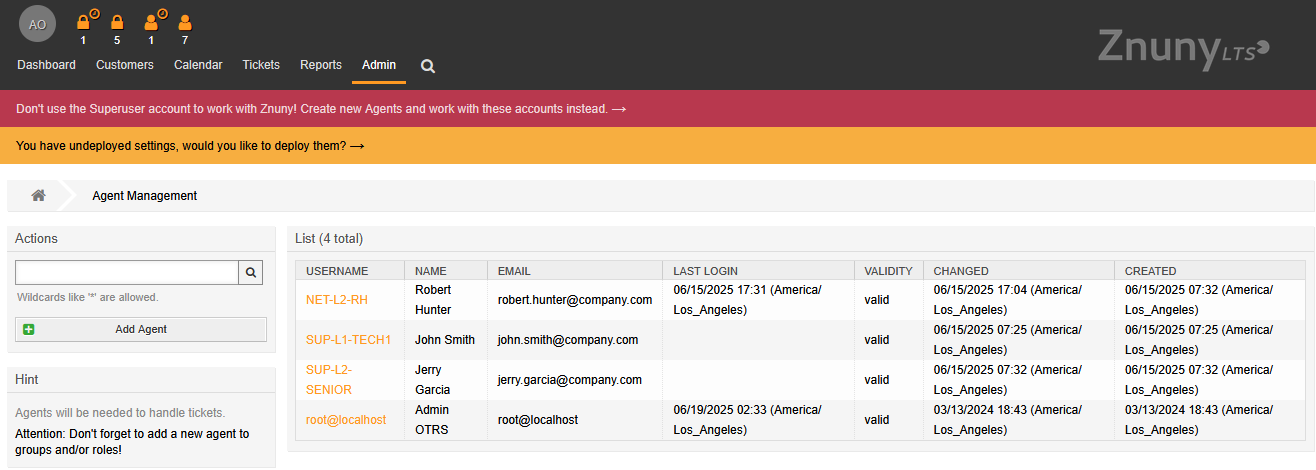 AO
1 5 1 7
Dashboard Customers Calendar Tickets Reports Admin
Znuny LTS
Don't use the Superuser account to work with Znuny! Create new Agents and work with these accounts instead. →
You have undeployed settings, would you like to deploy them? →
Agent Management
Actions
Wildcards like '*' are allowed.
Add Agent
Hint
Agents will be needed to handle tickets.
Attention: Don't forget to add a new agent to
groups and/or roles!
List (4 total)
USERNAME NAME EMAIL LAST LOGIN VALIDITY CHANGED CREATED
NET-L2-RH Robert Hunter robert.hunter@company.com 06/15/2025 17:31 (America/Los_Angeles) valid 06/15/2025 17:04 (America/Los_Angeles) 06/15/2025 07:32 (America/Los_Angeles)
SUP-L1-TECH1 John Smith john.smith@company.com valid 06/15/2025 07:25 (America/Los_Angeles) 06/15/2025 07:25 (America/Los_Angeles)
SUP-L2-SENIOR Jerry Garcia jerry.garcia@company.com valid 06/15/2025 07:32 (America/Los_Angeles) 06/15/2025 07:32 (America/Los_Angeles)
root@localhost Admin OTRS root@localhost 06/19/2025 02:33 (America/Los_Angeles) valid 03/13/2024 18:43 (America/Los_Angeles) 03/13/2024 18:43 (America/Los_Angeles)